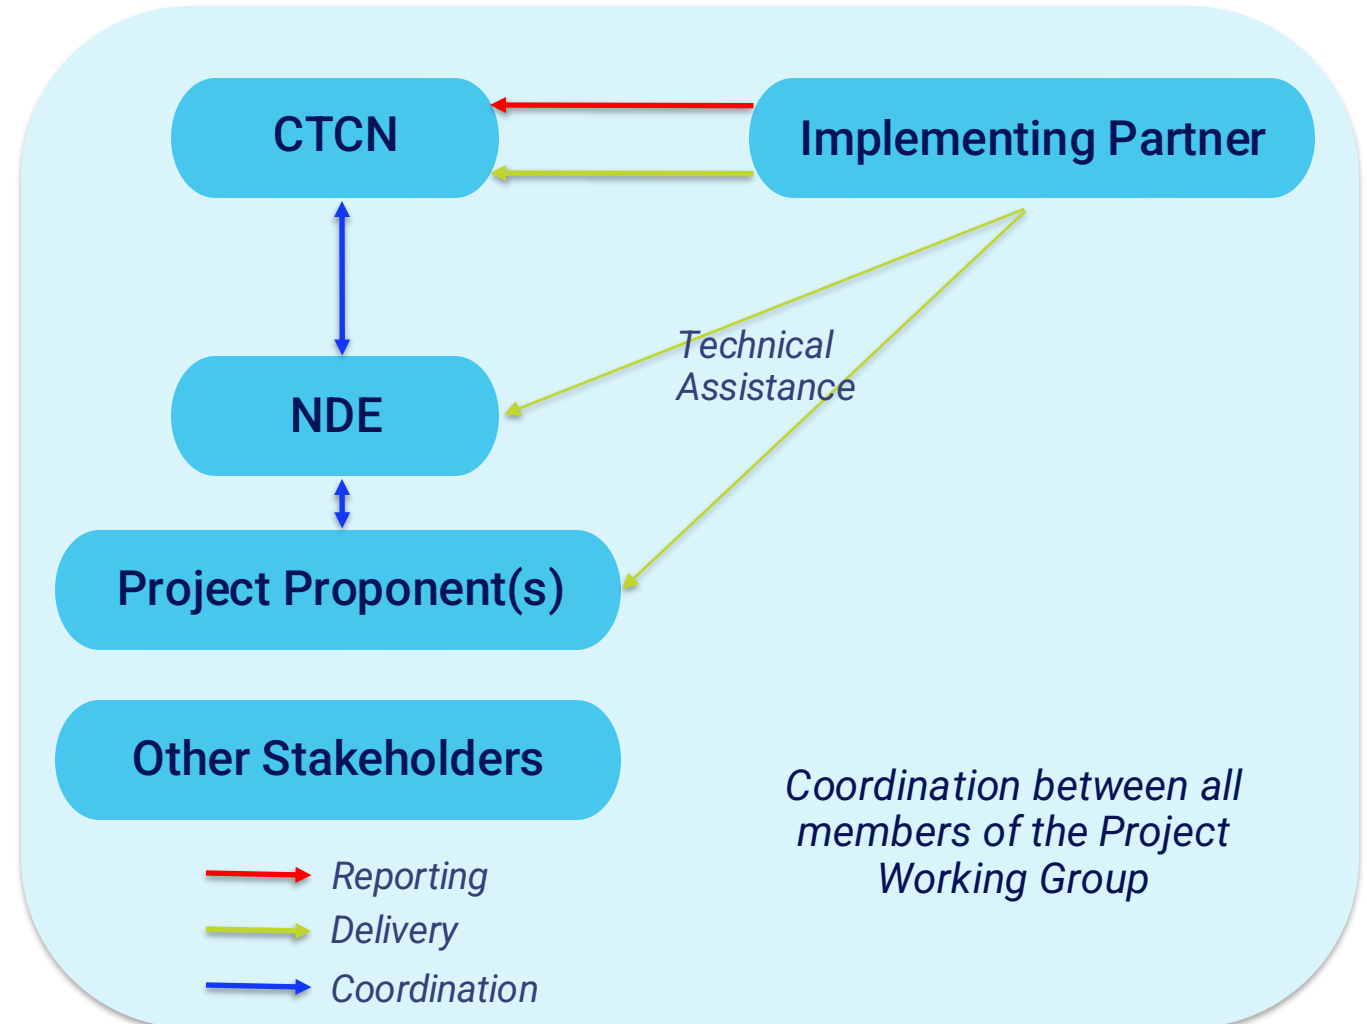 CTCN
Implementing Partner
Technical
Assistance
NDE
Project Proponent(s)
Other Stakeholders
Coordination between all
members of the Project
Working Group
Reporting
Delivery
Coordination